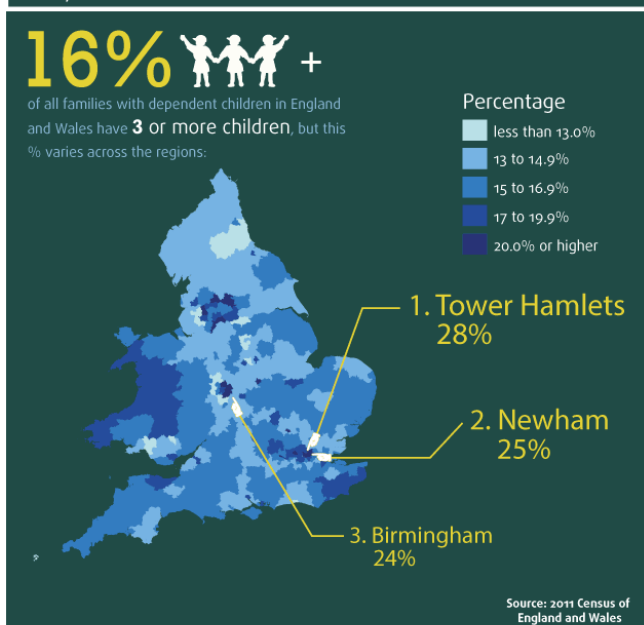 16% +
of all families with dependent children in England
and Wales have 3 or more children, but this
% varies across the regions:
Percentage
less than 13.0%
13 to 14.9%
15 to 16.9%
17 to 19.9%
20.0% or higher
1. Tower Hamlets
28%
2. Newham
25%
3. Birmingham
24%
Source: 2011 Census of
England and Wales